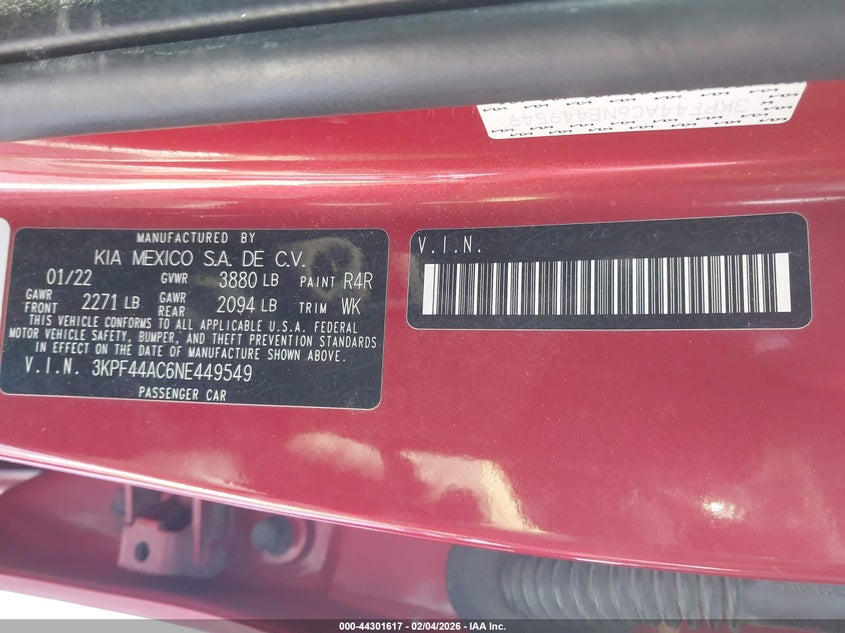 3KPF44AC6NE449549
MANUFACTURED BY
KIA MEXICO S.A. DE C.V.
01/22 GVWR 3880 LB PAINT R4R
GAWR FRONT 2271 LB GAWR REAR 2094 LB TRIM WK
THIS VEHICLE CONFORMS TO ALL APPLICABLE U.S.A. FEDERAL
MOTOR VEHICLE SAFETY, BUMPER, AND THEFT PREVENTION STANDARDS
IN EFFECT ON THE DATE OF MANUFACTURE SHOWN ABOVE.
V.I.N. 3KPF44AC6NE449549
PASSENGER CAR
V.I.N.
000-44301617 - 02/04/2026 - IAA Inc.